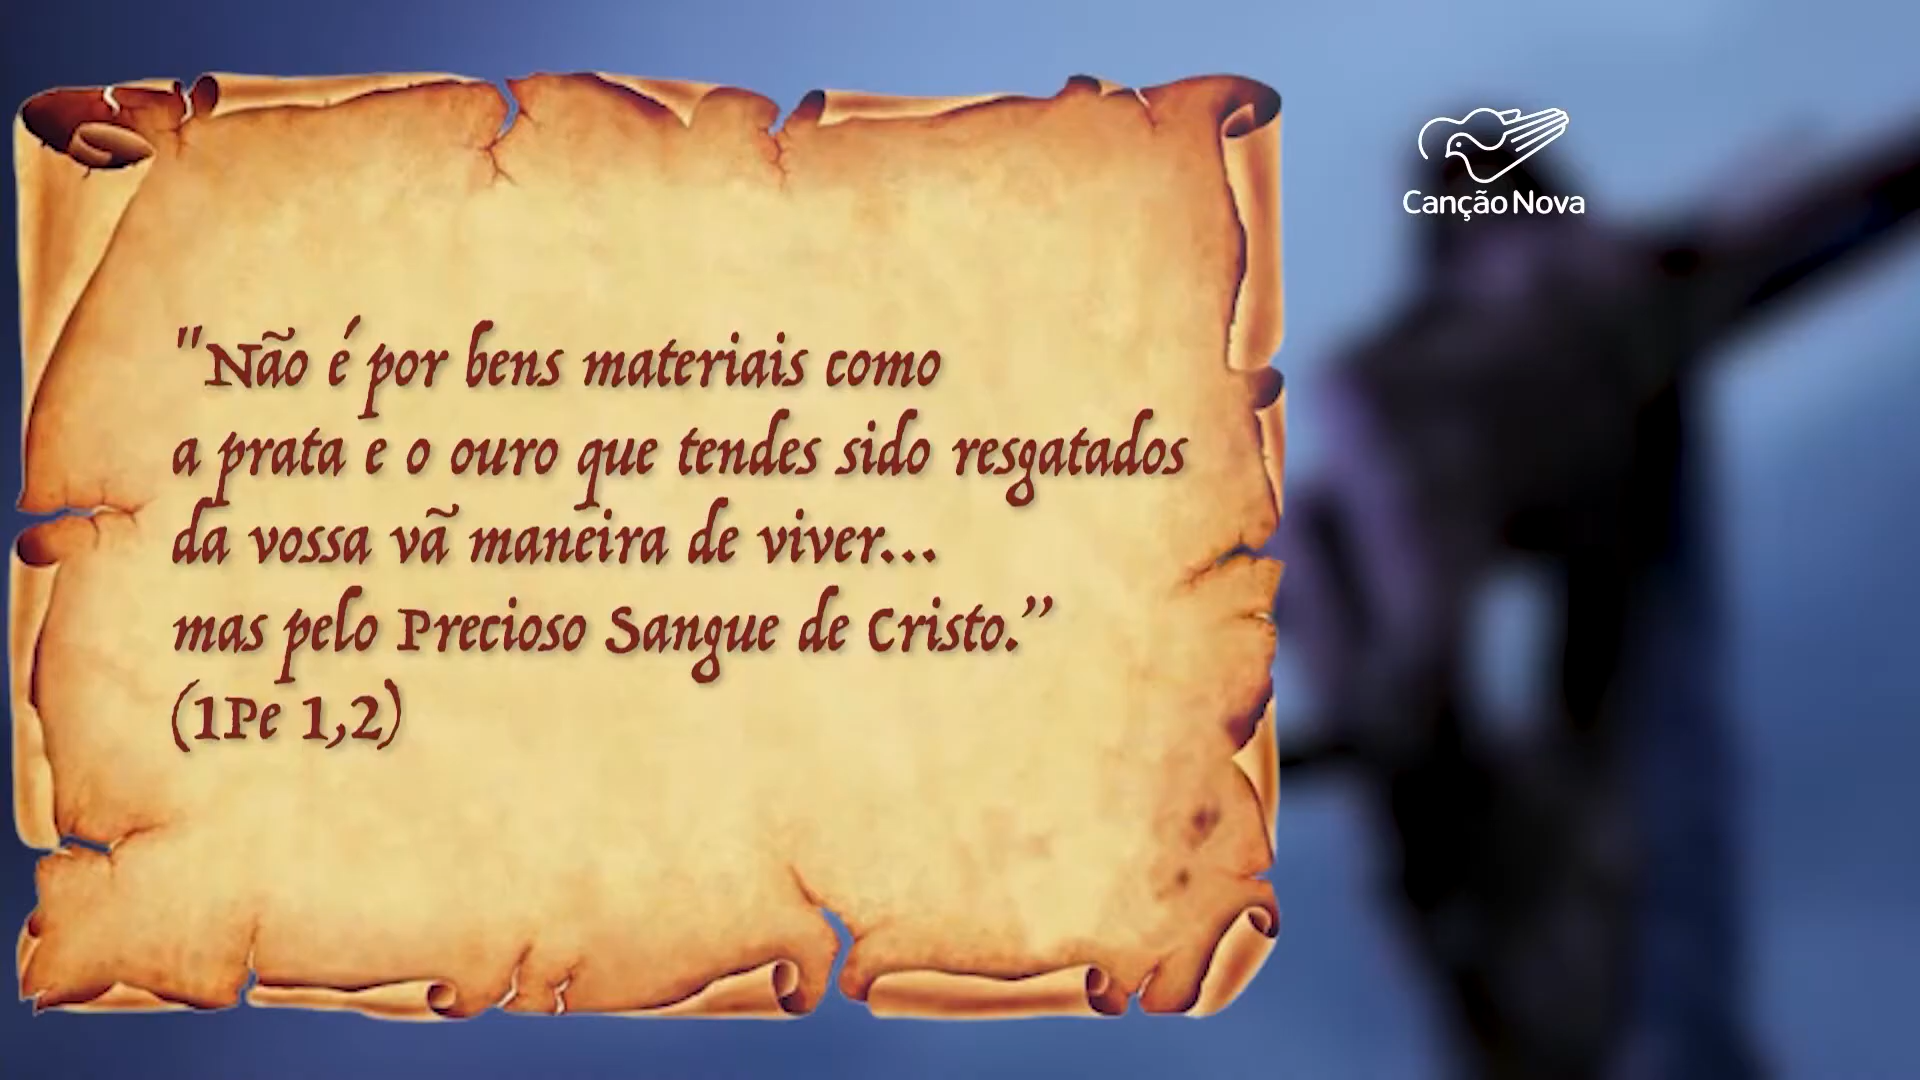 "Não é por bens materiais como
a prata e o ouro que tendes sido resgatados
da vossa vã maneira de viver...
mas pelo Precioso Sangue de Cristo.”
(1Pe 1,2)
Canção Nova